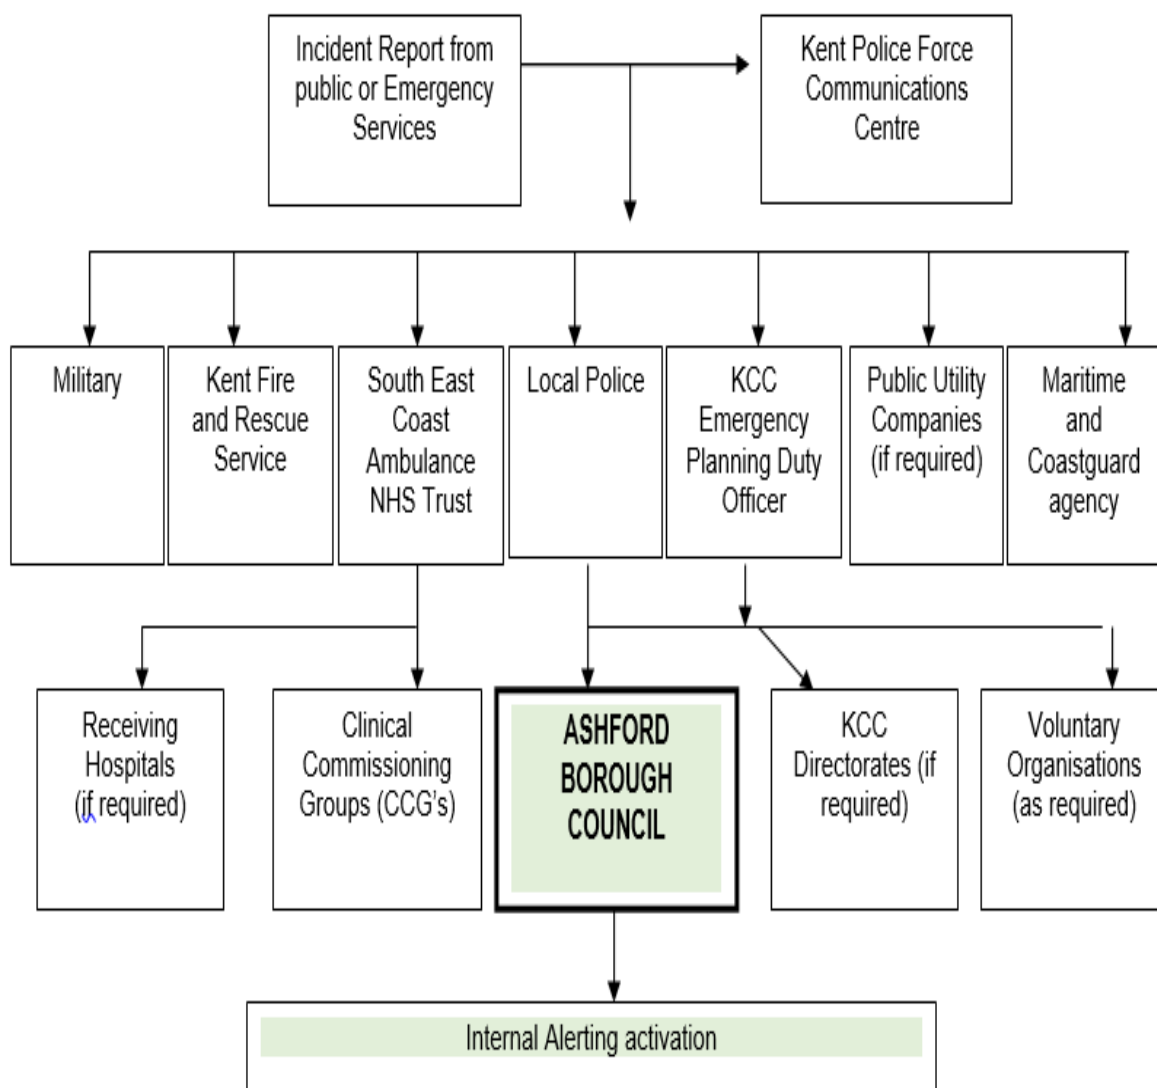 Incident Report from
public or Emergency
Services
Kent Police Force
Communications
Centre
Military
Kent Fire
and Rescue
Service
South East
Coast
Ambulance
NHS Trust
Local Police
KCC
Emergency
Planning Duty
Officer
Public Utility
Companies
(if required)
Maritime
and
Coastguard
agency
Receiving
Hospitals
(if required)
Clinical
Commissioning
Groups (CCG's)
ASHFORD
BOROUGH
COUNCIL
KCC
Directorates (if
required)
Voluntary
Organisations
(as required)
Internal Alerting activation